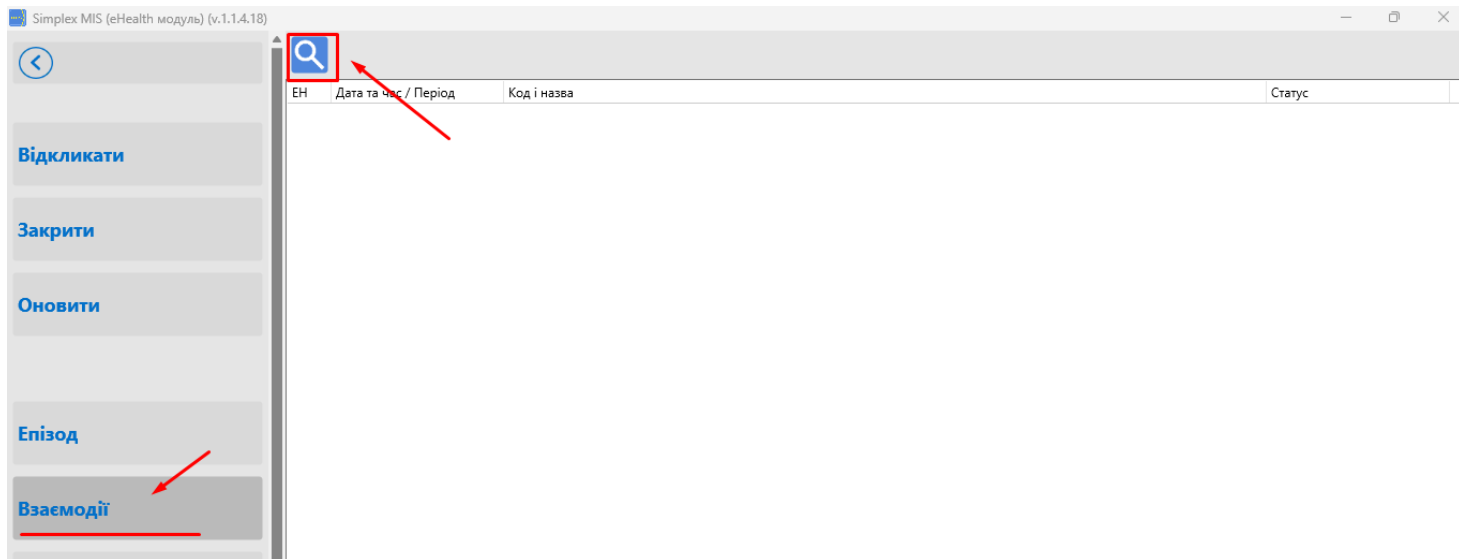 Simplex MIS (eHealth модуль) (v.1.1.4.18)
ЕН Дата та час / Період Код і назва Статус
Відкликати
Закрити
Оновити
Епізод
Взаємодії